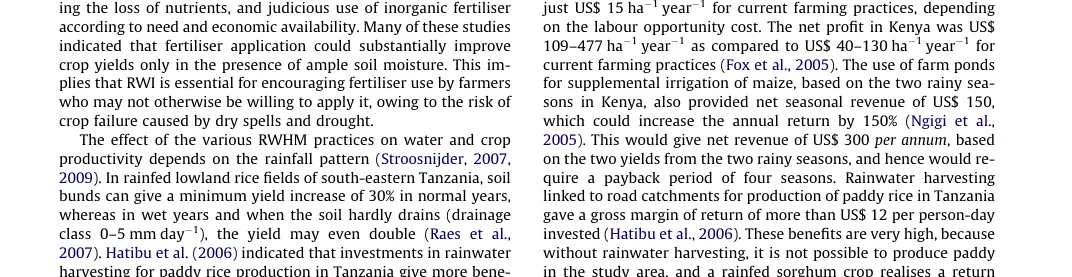 ing the loss of nutrients, and judicious use of inorganic fertiliser
according to need and economic availability. Many of these studies
indicated that fertiliser application could substantially improve
crop yields only in the presence of ample soil moisture. This im-
plies that RWI is essential for encouraging fertiliser use by farmers
who may not otherwise be willing to apply it, owing to the risk of
crop failure caused by dry spells and drought.
The effect of the various RWHM practices on water and crop
productivity depends on the rainfall pattern (Stroosnijder, 2007,
2009). In rainfed lowland rice fields of south-eastern Tanzania, soil
bunds can give a minimum yield increase of 30% in normal years,
whereas in wet years and when the soil hardly drains (drainage
class 0–5 mm day⁻¹), the yield may even double (Raes et al.,
2007). Hatibu et al. (2006) indicated that investments in rainwater
harvesting for paddy rice production in Tanzania give more bene-
just US$ 15 ha⁻¹ year⁻¹ for current farming practices, depending
on the labour opportunity cost. The net profit in Kenya was US$
109–477 ha⁻¹ year⁻¹ as compared to US$ 40–130 ha⁻¹ year⁻¹ for
current farming practices (Fox et al., 2005). The use of farm ponds
for supplemental irrigation of maize, based on the two rainy sea-
sons in Kenya, also provided net seasonal revenue of US$ 150,
which could increase the annual return by 150% (Ngigi et al.,
2005). This would give net revenue of US$ 300 per annum, based
on the two yields from the two rainy seasons, and hence would re-
quire a payback period of four seasons. Rainwater harvesting
linked to road catchments for production of paddy rice in Tanzania
gave a gross margin of return of more than US$ 12 per person-day
invested (Hatibu et al., 2006). These benefits are very high, because
without rainwater harvesting, it is not possible to produce paddy
in the study area, and a rainfed sorghum crop realises a return